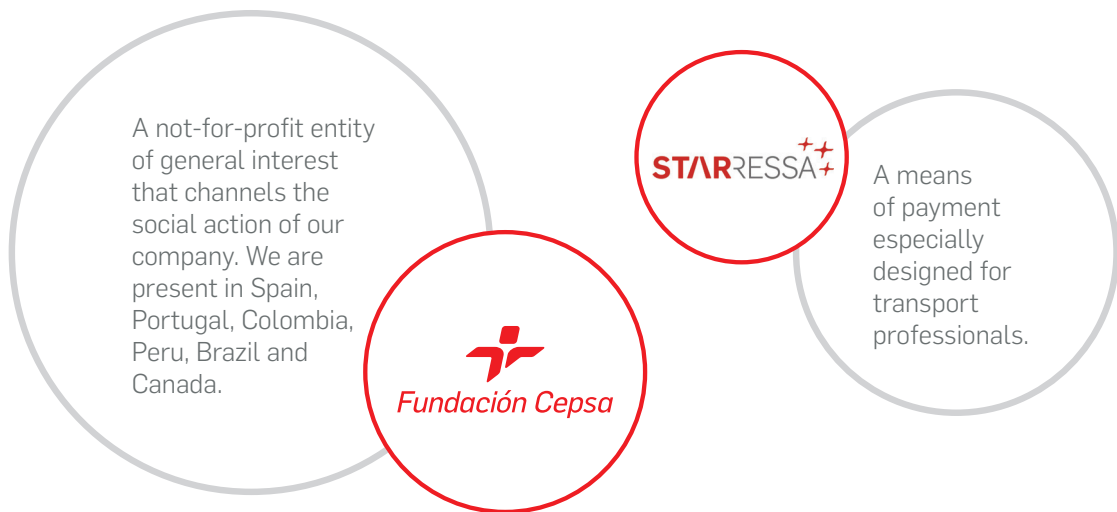 A not-for-profit entity
of general interest
that channels the
social action of our
company. We are
present in Spain,
Portugal, Colombia,
Peru, Brazil and
Canada.
Fundación Cepsa
STARRESSA
A means
of payment
especially
designed for
transport
professionals.